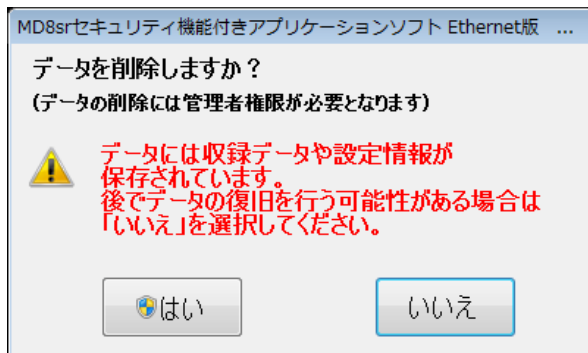 MD8srセキュリティ機能付きアプリケーションソフト Ethernet版 ...
データを削除しますか？
(データの削除には管理者権限が必要となります)
データには収録データや設定情報が
保存されています。
後でデータの復旧を行う可能性がある場合は
「いいえ」を選択してください。
はい
いいえ